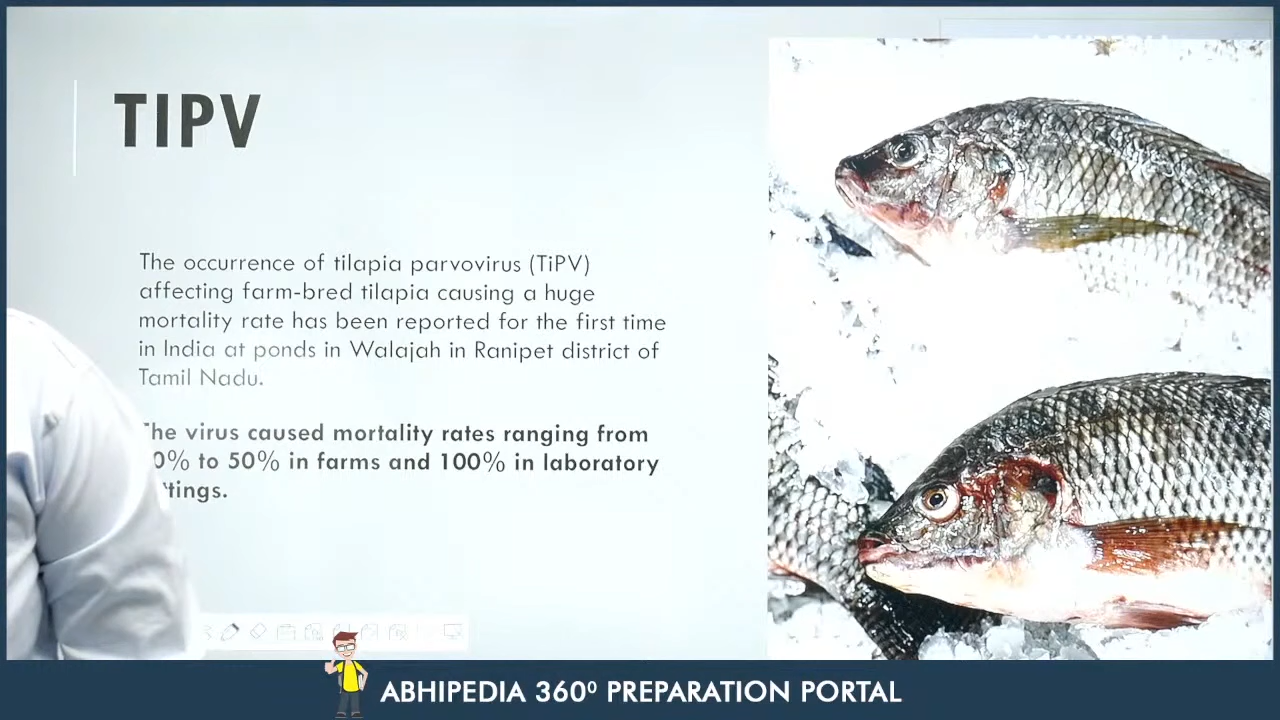 TIPV
The occurrence of tilapia parvovirus (TiPV)
affecting farm-bred tilapia causing a huge
mortality rate has been reported for the first time
in India at ponds in Walajah in Ranipet district of
Tamil Nadu.
The virus caused mortality rates ranging from
0% to 50% in farms and 100% in laboratory
tings.
ABHIPEDIA 360⁰ PREPARATION PORTAL